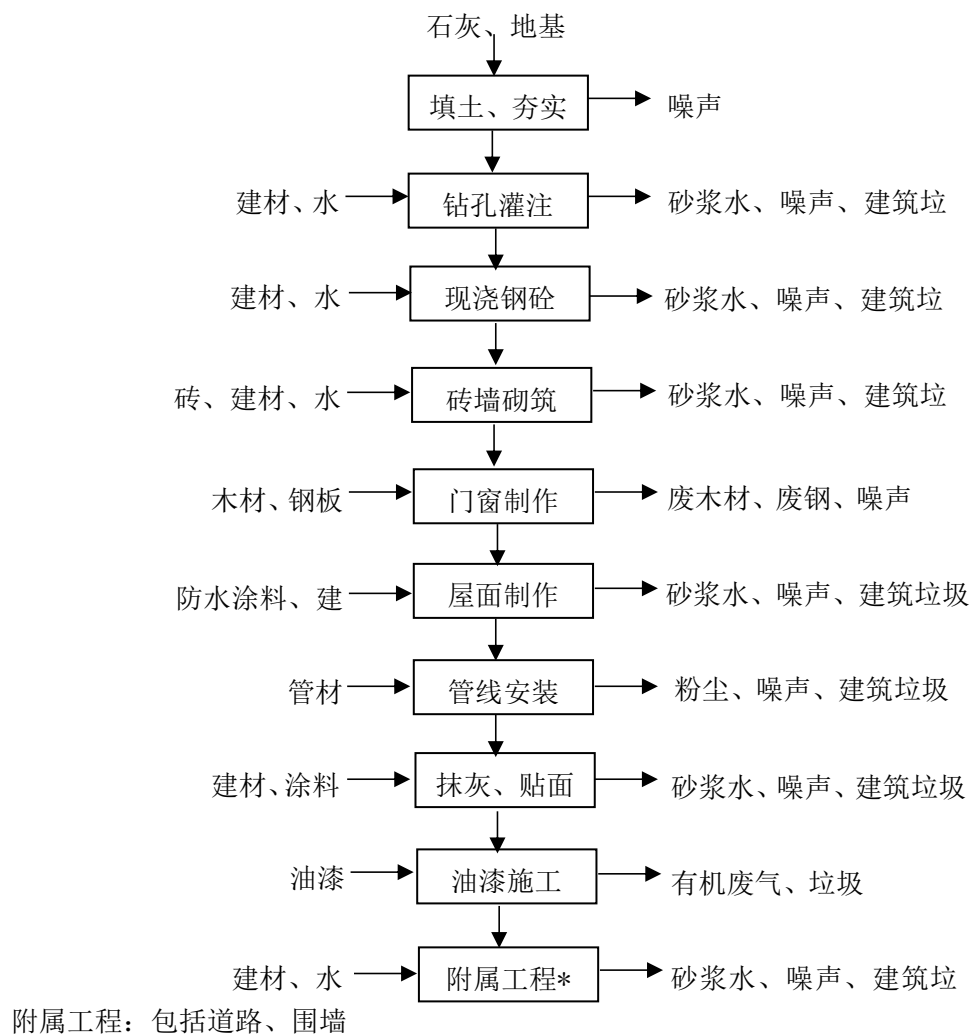 石灰、地基
填土、夯实 噪声
建材、水 钻孔灌注 砂浆水、噪声、建筑垃
建材、水 现浇钢砼 砂浆水、噪声、建筑垃
砖、建材、水 砖墙砌筑 砂浆水、噪声、建筑垃
木材、钢板 门窗制作 废木材、废钢、噪声
防水涂料、建 屋面制作 砂浆水、噪声、建筑垃圾
管材 管线安装 粉尘、噪声、建筑垃圾
建材、涂料 抹灰、贴面 砂浆水、噪声、建筑垃圾
油漆 油漆施工 有机废气、垃圾
建材、水 附属工程* 砂浆水、噪声、建筑垃
附属工程：包括道路、围墙